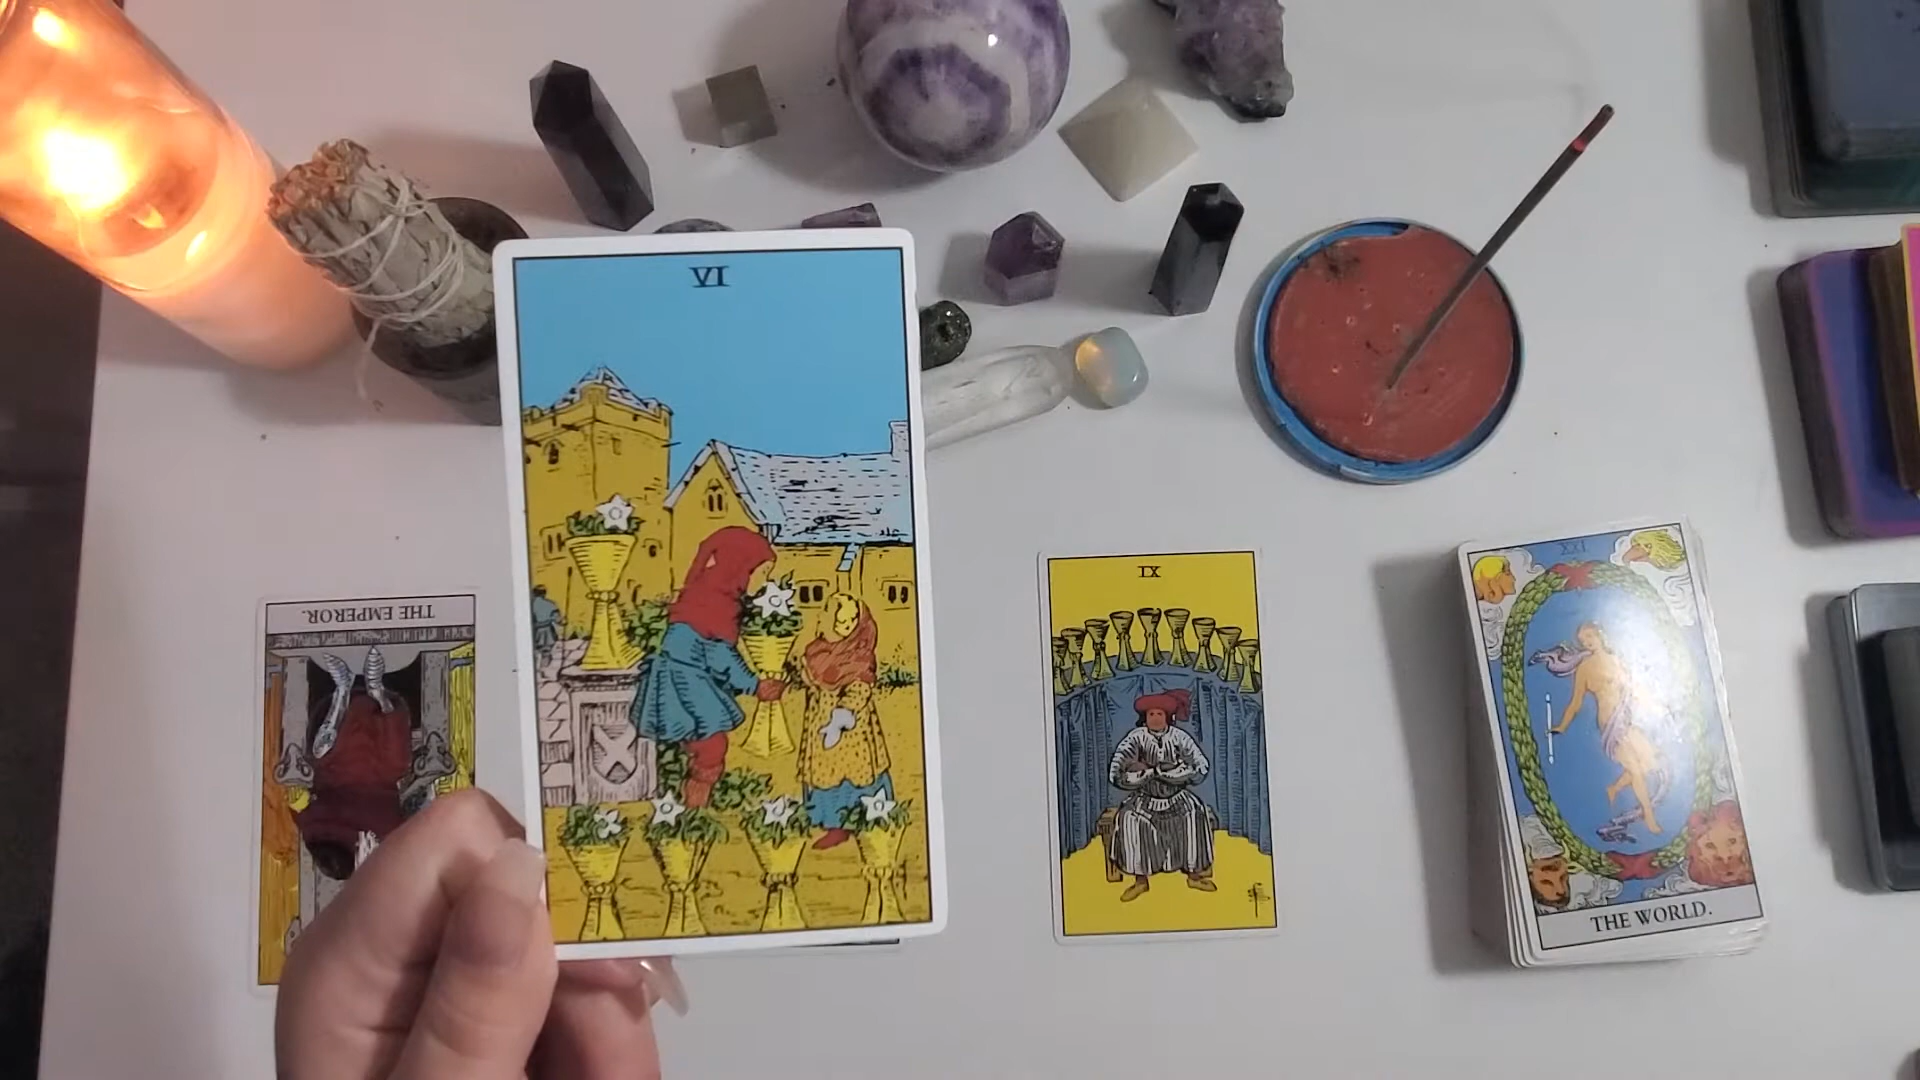 VI
XXI
IX
THE EMPEROR.
THE WORLD.